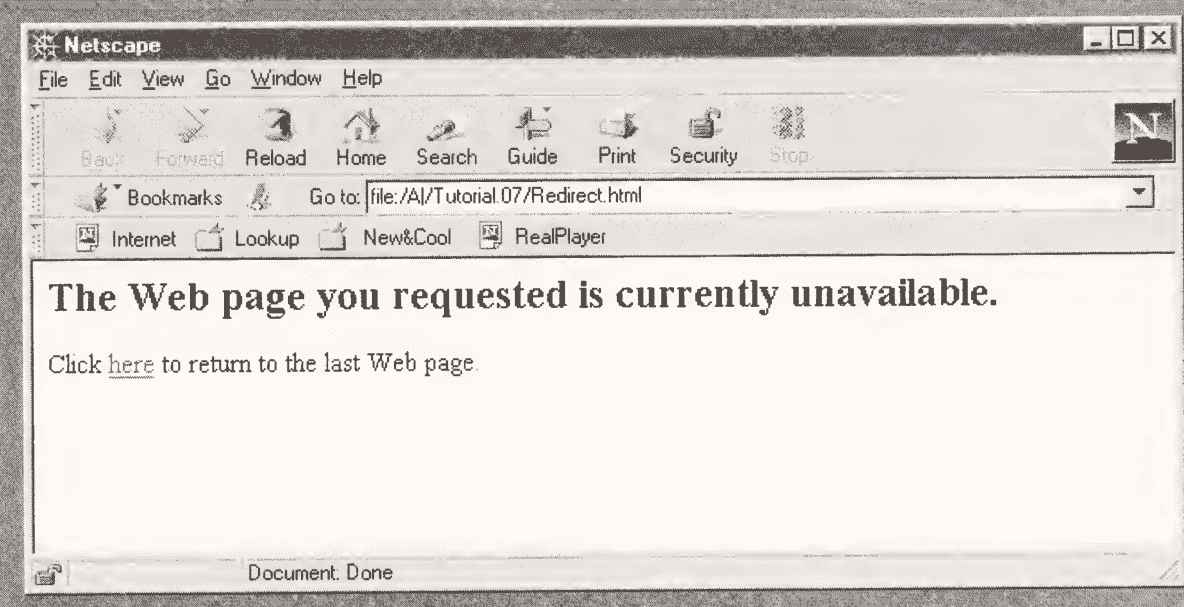 Netscape
File Edit View Go Window Help
Back Forward Reload Home Search Guide Print Security Stop
N
Bookmarks Go to: file:/A|/Tutorial.07/Redirect.html
Internet Lookup New&Cool RealPlayer
The Web page you requested is currently unavailable.
Click here to return to the last Web page.
Document: Done